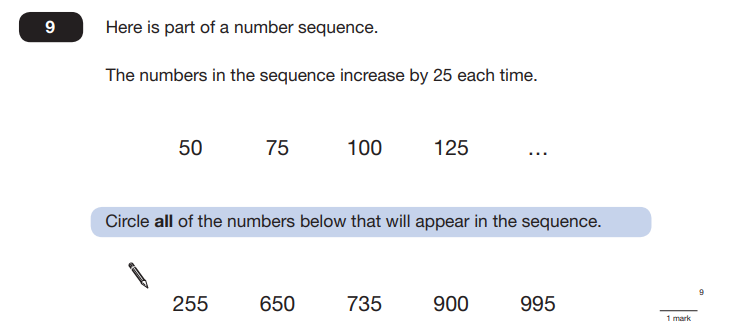 9 Here is part of a number sequence.
The numbers in the sequence increase by 25 each time.
50 75 100 125 ...
Circle all of the numbers below that will appear in the sequence.
255 650 735 900 995
9
1 mark